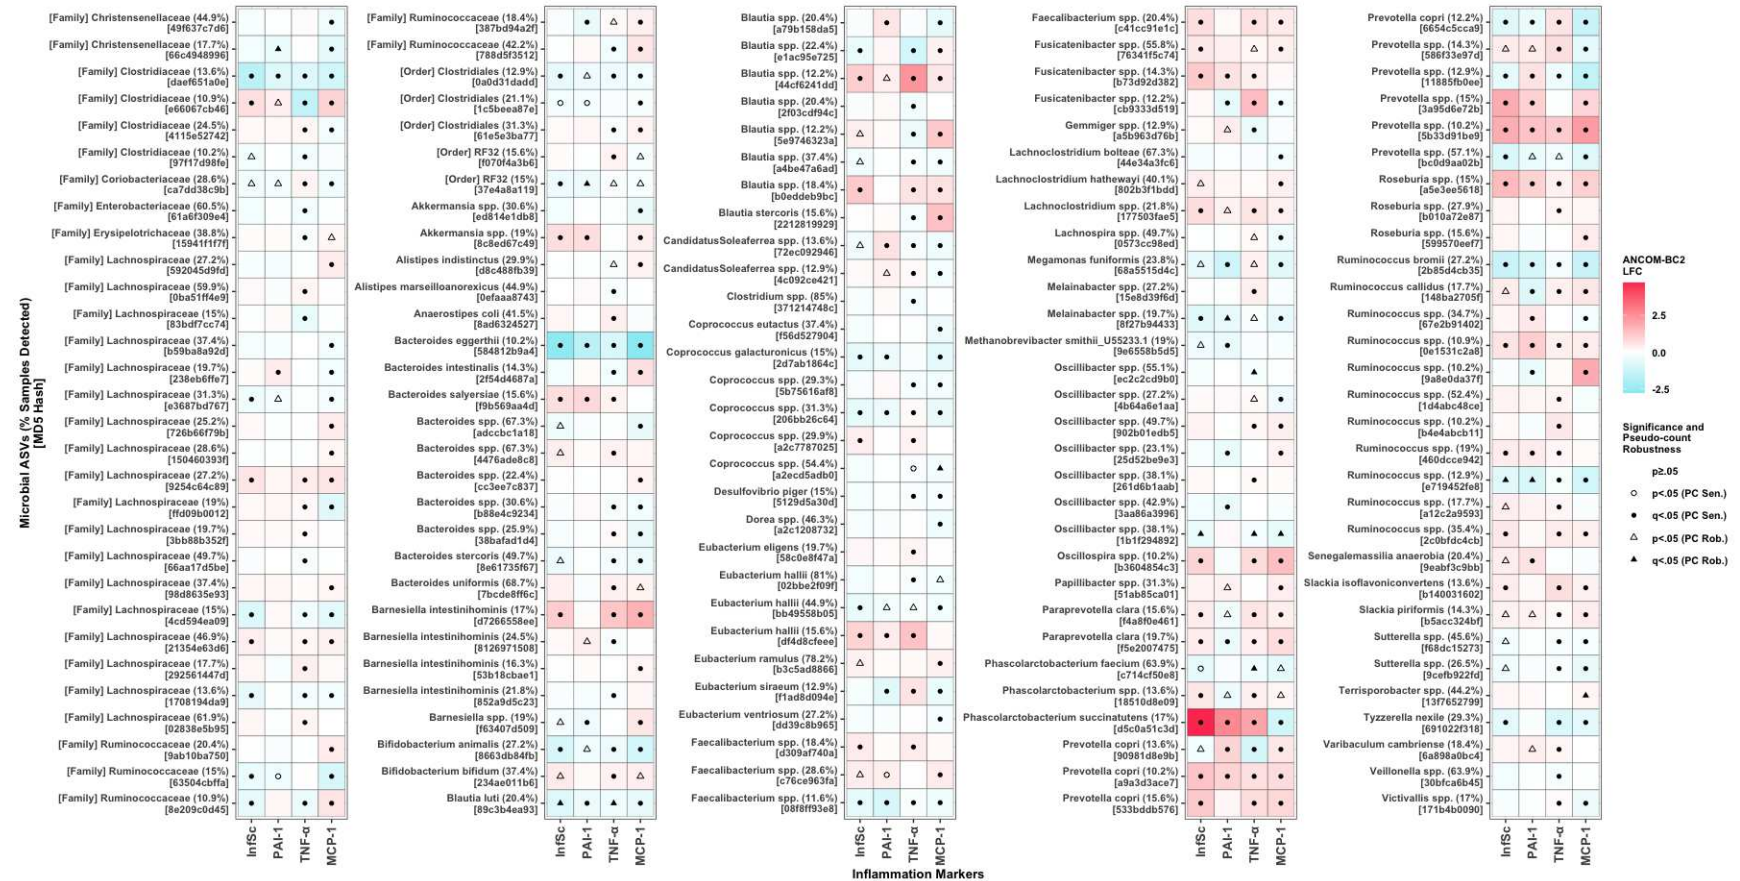 Microbial ASVs (% Samples Detected)
[MD5 Hash]
[Family] Christensenellaceae (44.9%)
[49f637c7d6]
[Family] Christensenellaceae (17.7%)
[66c4948996]
[Family] Clostridiaceae (13.6%)
[daef651a0e]
[Family] Clostridiaceae (10.9%)
[e66067cb46]
[Family] Clostridiaceae (24.5%)
[4115e52742]
[Family] Clostridiaceae (10.2%)
[97f17d98fe]
[Family] Coriobacteriaceae (28.6%)
[ca7dd38c9b]
[Family] Enterobacteriaceae (60.5%)
[61a6f309e4]
[Family] Erysipelotrichaceae (38.8%)
[15941f1f7f]
[Family] Lachnospiraceae (27.2%)
[592045d9fd]
[Family] Lachnospiraceae (59.9%)
[0ba51ff4e9]
[Family] Lachnospiraceae (15%)
[83bdf7cc74]
[Family] Lachnospiraceae (37.4%)
[b59ba8a92d]
[Family] Lachnospiraceae (19.7%)
[238eb6ffe7]
[Family] Lachnospiraceae (31.3%)
[e3687bd767]
[Family] Lachnospiraceae (25.2%)
[726b66f79b]
[Family] Lachnospiraceae (28.6%)
[150460393f]
[Family] Lachnospiraceae (27.2%)
[9254c64c89]
[Family] Lachnospiraceae (19%)
[ffd09b0012]
[Family] Lachnospiraceae (19.7%)
[3bb88b352f]
[Family] Lachnospiraceae (49.7%)
[66aa17d5be]
[Family] Lachnospiraceae (37.4%)
[98d8635e93]
[Family] Lachnospiraceae (15%)
[4cd594ea09]
[Family] Lachnospiraceae (46.9%)
[21354e63d6]
[Family] Lachnospiraceae (17.7%)
[292561447d]
[Family] Lachnospiraceae (13.6%)
[1708194da9]
[Family] Lachnospiraceae (61.9%)
[02838e5b95]
[Family] Ruminococcaceae (20.4%)
[9ab10ba750]
[Family] Ruminococcaceae (15%)
[63504cbffa]
[Family] Ruminococcaceae (10.9%)
[8e209c0d45]
InfSc
PAI-1
TNF-α
MCP-1
[Family] Ruminococcaceae (18.4%)
[387bd94a2f]
[Family] Ruminococcaceae (42.2%)
[788d5f3512]
[Order] Clostridiales (12.9%)
[0a0d31dadd]
[Order] Clostridiales (21.1%)
[1c5beea87e]
[Order] Clostridiales (31.3%)
[61e5e3ba77]
[Order] RF32 (15.6%)
[f070f4a3b6]
[Order] RF32 (15%)
[37e4a8a119]
Akkermansia spp. (30.6%)
[ed814e1db8]
Akkermansia spp. (19%)
[8c8ed67c49]
Alistipes indistinctus (29.9%)
[d8c488fb39]
Alistipes marseilloanorexicus (44.9%)
[0efaaa8743]
Anaerostipes coli (41.5%)
[8ad6324527]
Bacteroides eggerthii (10.2%)
[584812b9a4]
Bacteroides intestinalis (14.3%)
[2f54d4687a]
Bacteroides salyersiae (15.6%)
[f9b569aa4d]
Bacteroides spp. (67.3%)
[adccbc1a18]
Bacteroides spp. (67.3%)
[4476ade8c8]
Bacteroides spp. (22.4%)
[cc3ee7c837]
Bacteroides spp. (30.6%)
[b88e4c9234]
Bacteroides spp. (25.9%)
[38bafad1d4]
Bacteroides stercoris (49.7%)
[8e61735f67]
Bacteroides uniformis (68.7%)
[7bcde8ff6c]
Barnesiella intestinihominis (17%)
[d7266558ee]
Barnesiella intestinihominis (24.5%)
[8126971508]
Barnesiella intestinihominis (16.3%)
[53b18cbae1]
Barnesiella intestinihominis (21.8%)
[852a9d5c23]
Barnesiella spp. (19%)
[f63407d509]
Bifidobacterium animalis (27.2%)
[8663db84fb]
Bifidobacterium bifidum (37.4%)
[234ae011b6]
Blautia luti (20.4%)
[89c3b4ea93]
InfSc
PAI-1
TNF-α
MCP-1
Blautia spp. (20.4%)
[a79b158da5]
Blautia spp. (22.4%)
[e1ac95e725]
Blautia spp. (12.2%)
[44cf6241dd]
Blautia spp. (20.4%)
[2f03cdf94c]
Blautia spp. (12.2%)
[5e9746323a]
Blautia spp. (37.4%)
[a4be47a6ad]
Blautia spp. (18.4%)
[b0eddeb9bc]
Blautia stercoris (15.6%)
[2212819929]
CandidatusSoleaferrea spp. (13.6%)
[72ec092946]
CandidatusSoleaferrea spp. (12.9%)
[4c092ce421]
Clostridium spp. (85%)
[371214748c]
Coprococcus eutactus (37.4%)
[f56d527904]
Coprococcus galacturonicus (15%)
[2d7ab1864c]
Coprococcus spp. (29.3%)
[5b75616af8]
Coprococcus spp. (31.3%)
[206bb26c64]
Coprococcus spp. (29.9%)
[a2c7787025]
Coprococcus spp. (54.4%)
[a2ecd5adb0]
Desulfovibrio piger (15%)
[5129d5a30d]
Dorea spp. (46.3%)
[a2c1208732]
Eubacterium eligens (19.7%)
[58c0e8f47a]
Eubacterium hallii (81%)
[02bbe2f09f]
Eubacterium hallii (44.9%)
[bb49558b05]
Eubacterium hallii (15.6%)
[df4d8cfeee]
Eubacterium ramulus (78.2%)
[b3c5ad8866]
Eubacterium siraeum (12.9%)
[f1ad8d094e]
Eubacterium ventriosum (27.2%)
[dd39c8b965]
Faecalibacterium spp. (18.4%)
[d309af740a]
Faecalibacterium spp. (28.6%)
[c76ce963fa]
Faecalibacterium spp. (11.6%)
[08f8ff93e8]
InfSc
PAI-1
TNF-α
MCP-1
Inflammation Markers
Faecalibacterium spp. (20.4%)
[c41cc91e1c]
Fusicatenibacter spp. (55.8%)
[76341f5c74]
Fusicatenibacter spp. (14.3%)
[b73d92d382]
Fusicatenibacter spp. (12.2%)
[cb9333d519]
Gemmiger spp. (12.9%)
[a5b963d76b]
Lachnoclostridium bolteae (67.3%)
[44e34a3fc6]
Lachnoclostridium hathewayi (40.1%)
[802b3f1bdd]
Lachnoclostridium spp. (21.8%)
[177503fae5]
Lachnospira spp. (49.7%)
[0573cc98ed]
Megamonas funiformis (23.8%)
[68a5515d4c]
Melainabacter spp. (27.2%)
[15e8d39f6d]
Melainabacter spp. (19.7%)
[8f27b94433]
Methanobrevibacter smithii_U55233.1 (19%)
[9e6558b5d5]
Oscillibacter spp. (55.1%)
[ec2c2cd9b0]
Oscillibacter spp. (27.2%)
[4b64a6e1aa]
Oscillibacter spp. (49.7%)
[902b01edb5]
Oscillibacter spp. (23.1%)
[25d52be9e3]
Oscillibacter spp. (38.1%)
[261d6b1aab]
Oscillibacter spp. (42.9%)
[3aa86a3996]
Oscillibacter spp. (38.1%)
[1b1f294892]
Oscillospira spp. (10.2%)
[b3604854c3]
Papillibacter spp. (31.3%)
[51ab85ca01]
Paraprevotella clara (15.6%)
[f4a8f0e461]
Paraprevotella clara (19.7%)
[f5e2007475]
Phascolarctobacterium faecium (63.9%)
[c714cf50e8]
Phascolarctobacterium spp. (13.6%)
[18510d8e09]
Phascolarctobacterium succinatutens (17%)
[d5c0a51c3d]
Prevotella copri (13.6%)
[90981d8e9b]
Prevotella copri (10.2%)
[a9a3d3ace7]
Prevotella copri (15.6%)
[533bddb576]
InfSc
PAI-1
TNF-α
MCP-1
Prevotella copri (12.2%)
[6654c5cca9]
Prevotella spp. (14.3%)
[586f33e97d]
Prevotella spp. (12.9%)
[11885fb0ee]
Prevotella spp. (15%)
[3a95d6e72b]
Prevotella spp. (10.2%)
[5b33d91be9]
Prevotella spp. (57.1%)
[bc0d9aa02b]
Roseburia spp. (15%)
[a5e3ee5618]
Roseburia spp. (27.9%)
[b010a72e87]
Roseburia spp. (15.6%)
[599570eef7]
Ruminococcus bromii (27.2%)
[2b85d4cb35]
Ruminococcus callidus (17.7%)
[148ba2705f]
Ruminococcus spp. (34.7%)
[67e2b91402]
Ruminococcus spp. (10.9%)
[0e1531c2a8]
Ruminococcus spp. (10.2%)
[9a8e0da37f]
Ruminococcus spp. (52.4%)
[1d4abc48ce]
Ruminococcus spp. (10.2%)
[b4e4abcb11]
Ruminococcus spp. (19%)
[460dcce942]
Ruminococcus spp. (12.9%)
[e719452fe8]
Ruminococcus spp. (17.7%)
[a12c2a9593]
Ruminococcus spp. (35.4%)
[2c0bfdc4cb]
Senegalemassilia anaerobia (20.4%)
[9eabf3c9bb]
Slackia isoflavoniconvertens (13.6%)
[b140031602]
Slackia piriformis (14.3%)
[b5acc324bf]
Sutterella spp. (45.6%)
[f68dc15273]
Sutterella spp. (26.5%)
[9cefb922fd]
Terrisporobacter spp. (44.2%)
[13f7652799]
Tyzzerella nexile (29.3%)
[691022f318]
Varibaculum cambriense (18.4%)
[6a898a0bc4]
Veillonella spp. (63.9%)
[30bfca6b45]
Victivallis spp. (17%)
[171b4b0090]
InfSc
PAI-1
TNF-α
MCP-1
ANCOM-BC2
LFC
2.5
0.0
-2.5
Significance and
Pseudo-count
Robustness
p≥.05
p<.05 (PC Sen.)
q<.05 (PC Sen.)
p<.05 (PC Rob.)
q<.05 (PC Rob.)